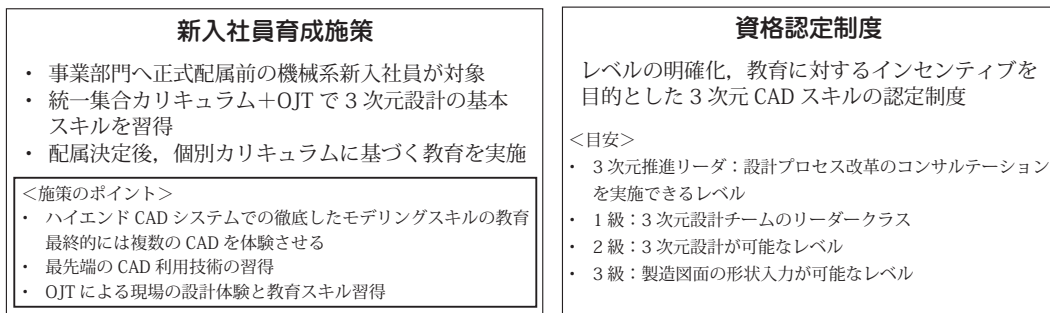 新入社員育成施策
・ 事業部門へ正式配属前の機械系新入社員が対象
・ 統一集合カリキュラム＋OJT で 3 次元設計の基本
スキルを習得
・ 配属決定後，個別カリキュラムに基づく教育を実施
＜施策のポイント＞
・ ハイエンド CAD システムでの徹底したモデリングスキルの教育
最終的には複数の CAD を体験させる
・ 最先端の CAD 利用技術の習得
・ OJT による現場の設計体験と教育スキル習得
資格認定制度
レベルの明確化，教育に対するインセンティブを
目的とした 3 次元 CAD スキルの認定制度
＜目安＞
・ 3 次元推進リーダ：設計プロセス改革のコンサルテーション
を実施できるレベル
・ 1 級：3 次元設計チームのリーダークラス
・ 2 級：3 次元設計が可能なレベル
・ 3 級：製造図面の形状入力が可能なレベル